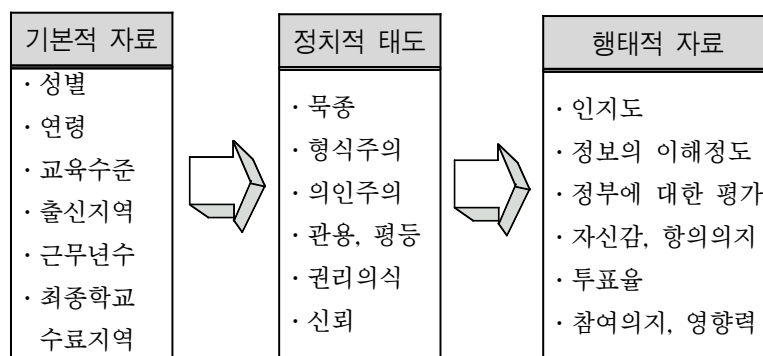 기본적 자료
· 성별
· 연령
· 교육수준
· 출신지역
· 근무년수
· 최종학교
수료지역
정치적 태도
· 묵종
· 형식주의
· 의인주의
· 관용, 평등
· 권리의식
· 신뢰
행태적 자료
· 인지도
· 정보의 이해정도
· 정부에 대한 평가
· 자신감, 항의의지
· 투표율
· 참여의지, 영향력